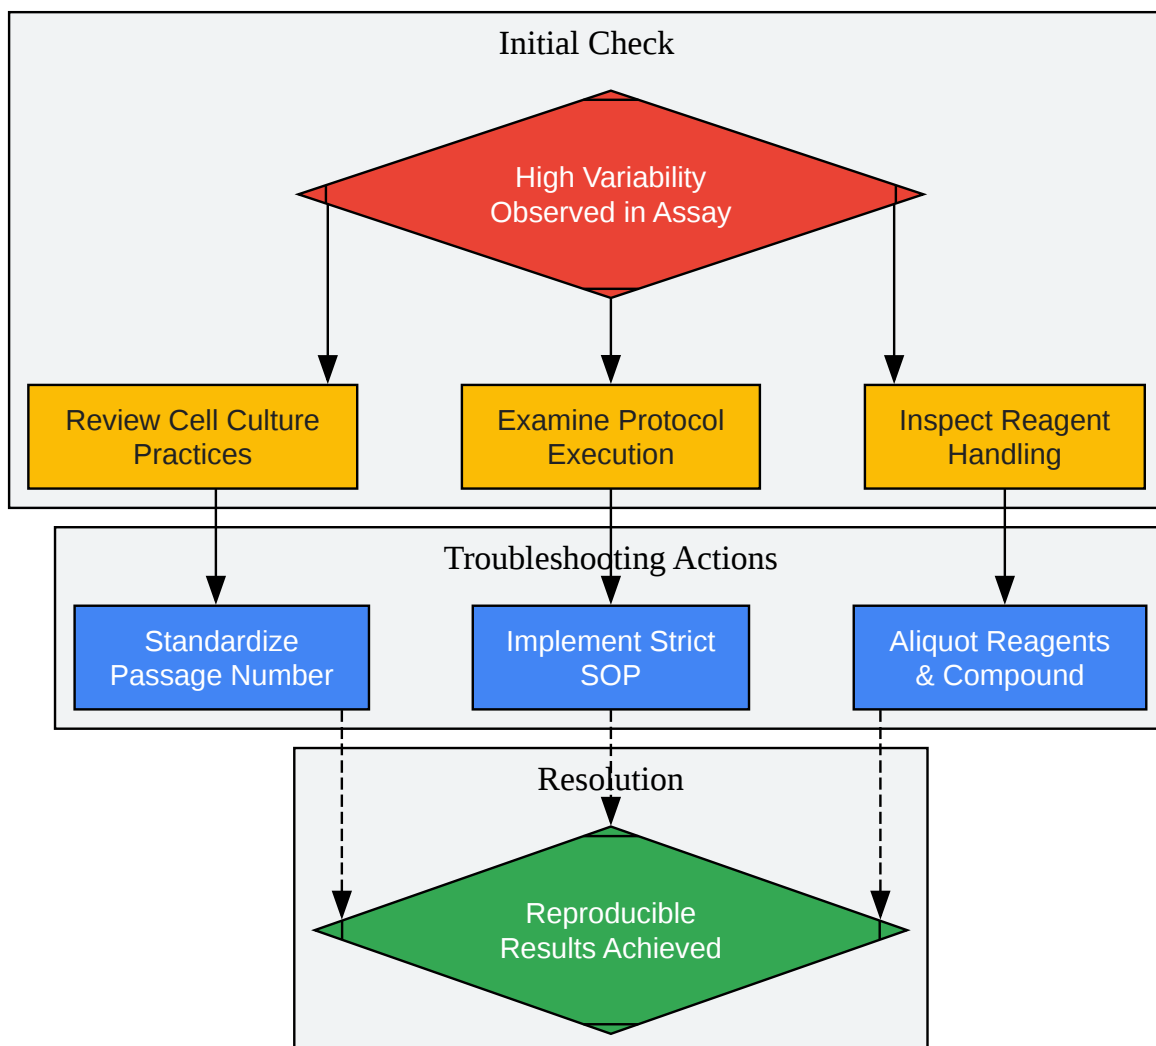 Initial Check
High Variability
Observed in Assay
Review Cell Culture
Practices
Examine Protocol
Execution
Inspect Reagent
Handling
Troubleshooting Actions
Standardize
Passage Number
Implement Strict
SOP
Aliquot Reagents
& Compound
Resolution
Reproducible
Results Achieved